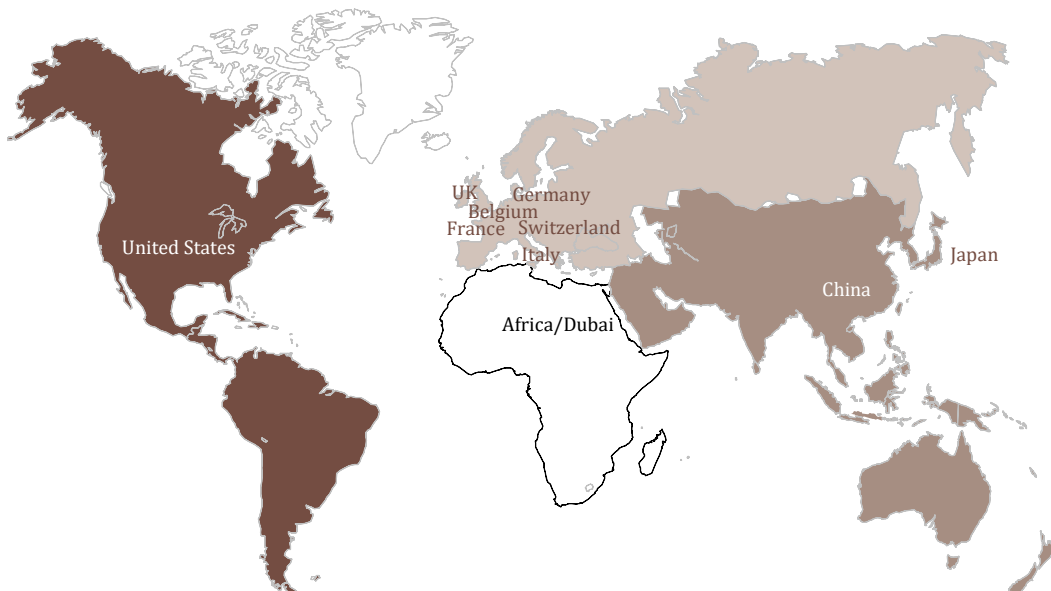 UK
Germany
Belgium
France
Switzerland
United States
Italy
Japan
China
Africa/Dubai